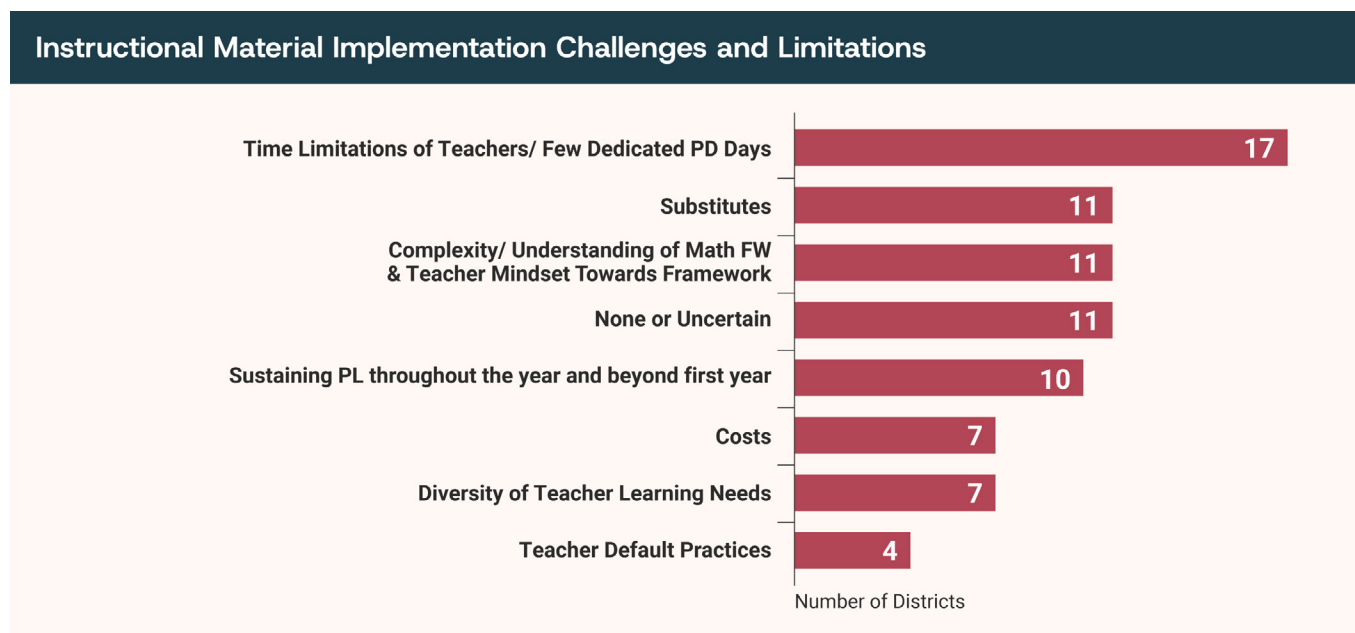 Instructional Material Implementation Challenges and Limitations
Time Limitations of Teachers/ Few Dedicated PD Days
17
Substitutes
11
Complexity/ Understanding of Math FW
& Teacher Mindset Towards Framework
11
None or Uncertain
11
Sustaining PL throughout the year and beyond first year
10
Costs
7
Diversity of Teacher Learning Needs
7
Teacher Default Practices
4
Number of Districts